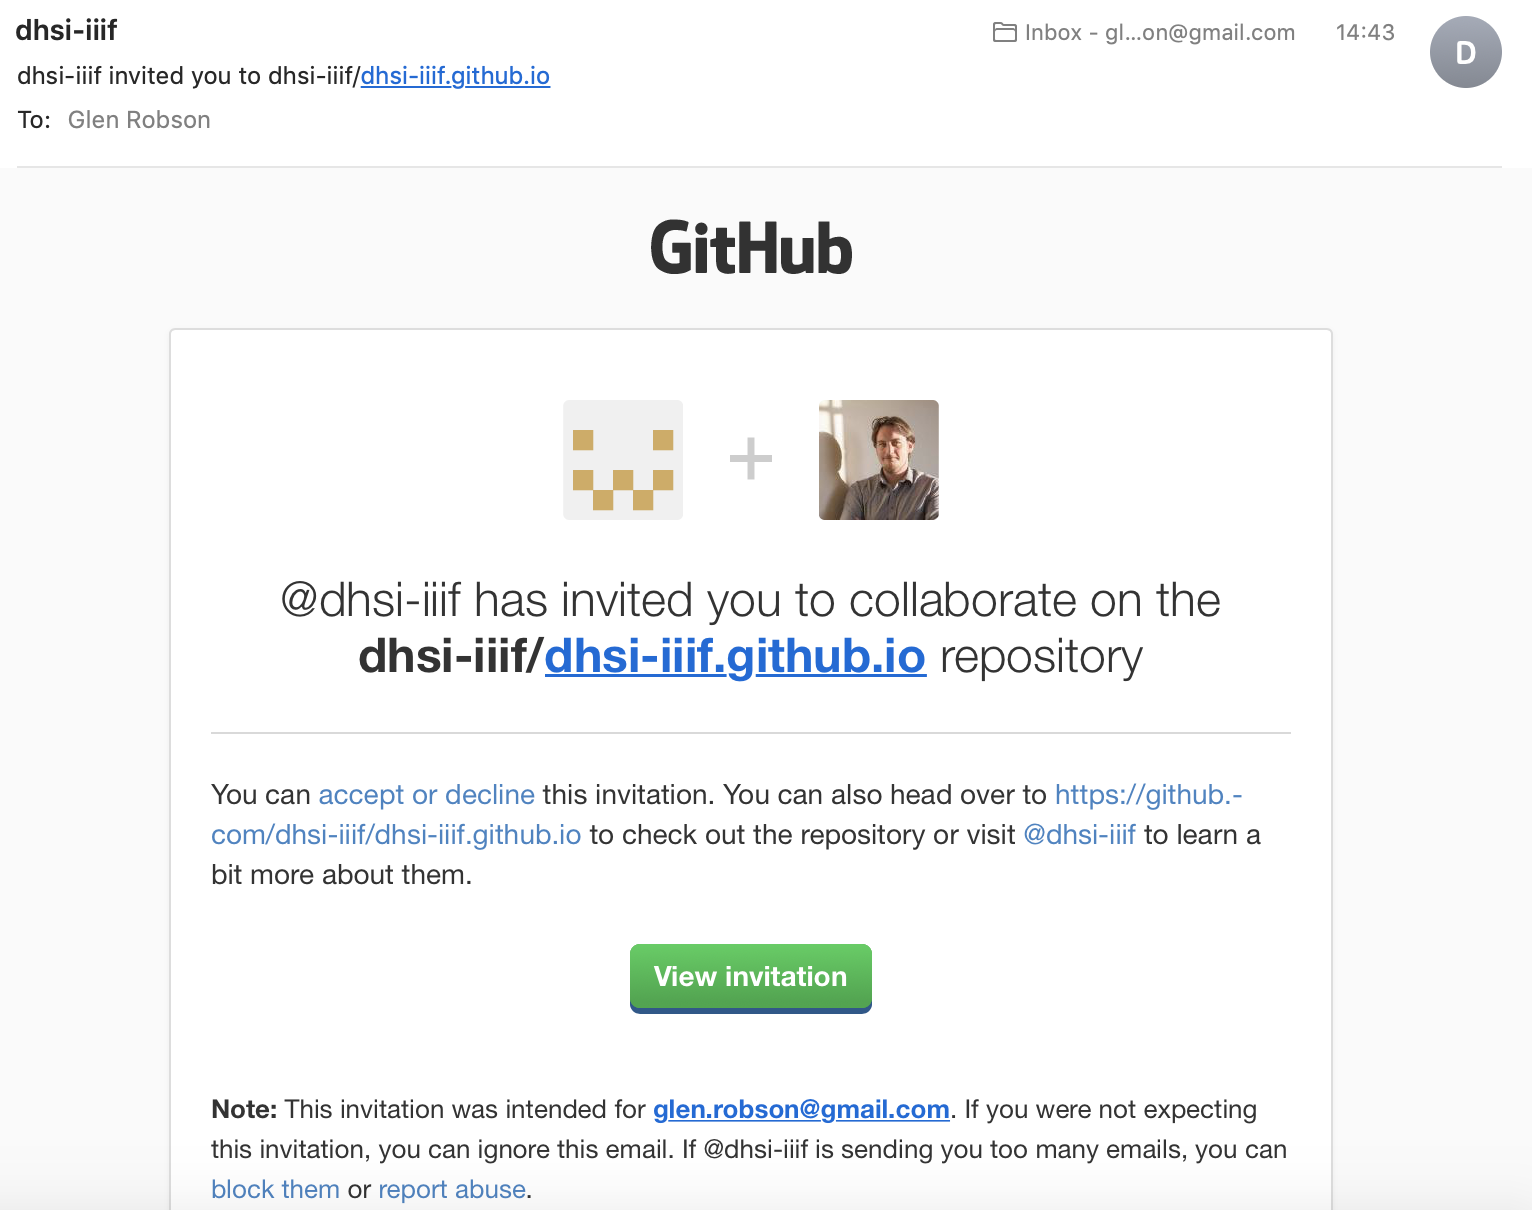 dhsi-iiif
Inbox - gl...on@gmail.com 14:43
D
dhsi-iiif invited you to dhsi-iiif/dhsi-iiif.github.io
To: Glen Robson
GitHub
@dhsi-iiif has invited you to collaborate on the
dhsi-iiif/dhsi-iiif.github.io repository
You can accept or decline this invitation. You can also head over to https://github.-
com/dhsi-iiif/dhsi-iiif.github.io to check out the repository or visit @dhsi-iiif to learn a
bit more about them.
View invitation
Note: This invitation was intended for glen.robson@gmail.com. If you were not expecting
this invitation, you can ignore this email. If @dhsi-iiif is sending you too many emails, you can
block them or report abuse.